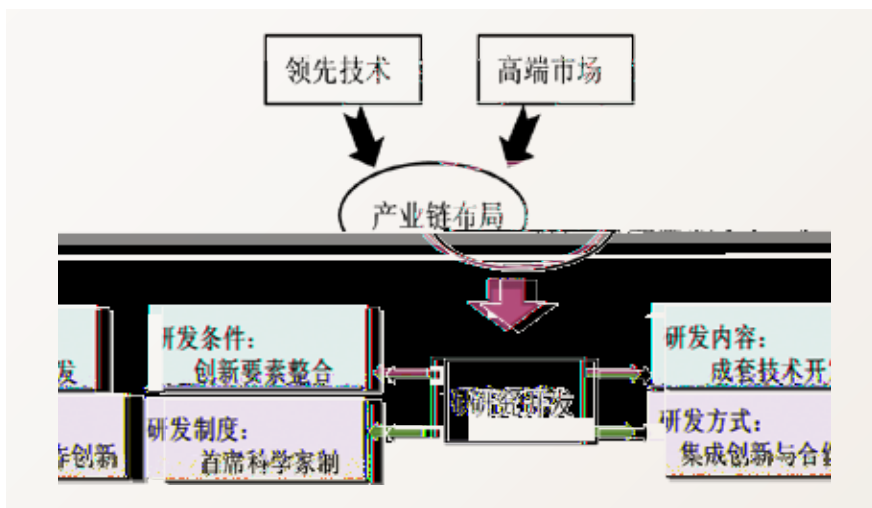 领先技术
高端市场
产业链布局
研发条件:
创新要素整合
研发内容:
成套技术开
发
研发制度:
首席科学家制
研发方式:
集成创新与合
创新